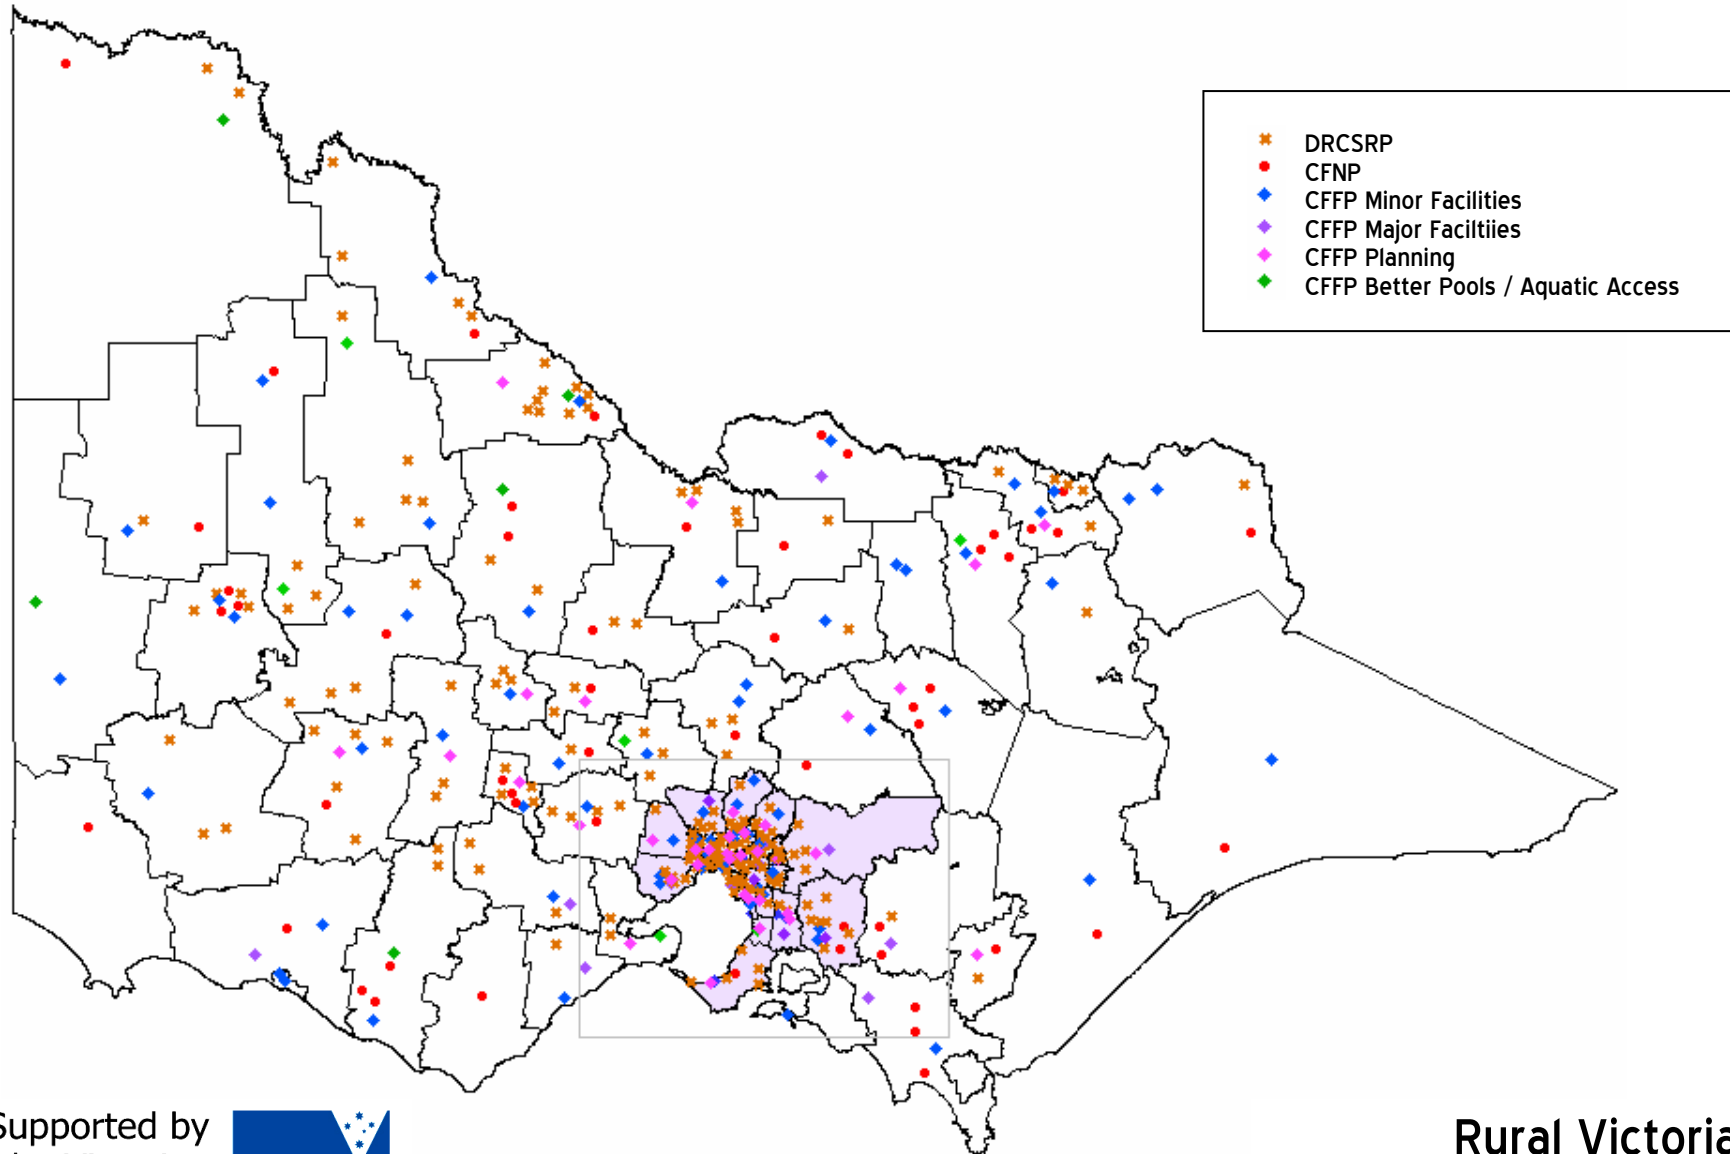 DRCSRP
CFNP
CFFP Minor Facilities
CFFP Major Faciltiies
CFFP Planning
CFFP Better Pools / Aquatic Access
Supported by
Rural Victoria